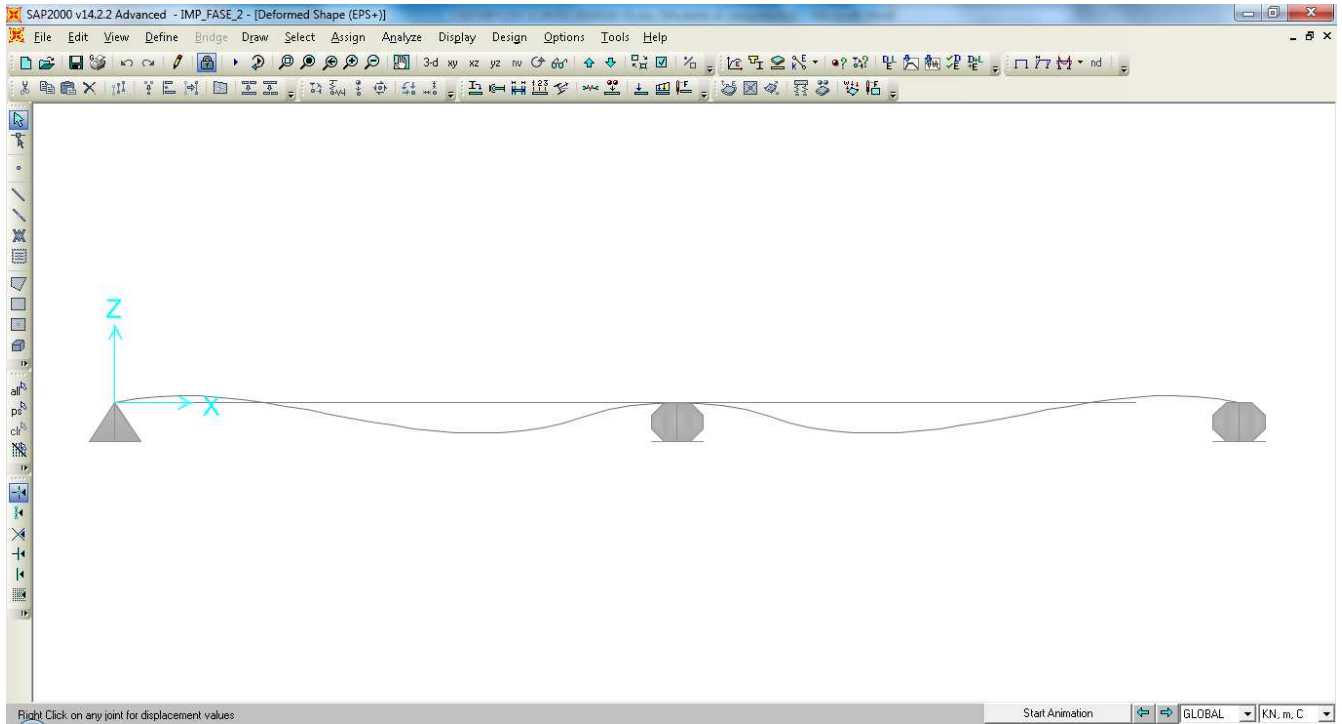 SAP2000 v14.2.2 Advanced - IMP_FASE_2 - [Deformed Shape (EPS+)]
File Edit View Define Bridge Draw Select Assign Analyze Display Design Options Tools Help
3-d xy xz yz nv
nd
all
ps
clr
Z
X
Right Click on any joint for displacement values
Start Animation
GLOBAL
KN, m, C